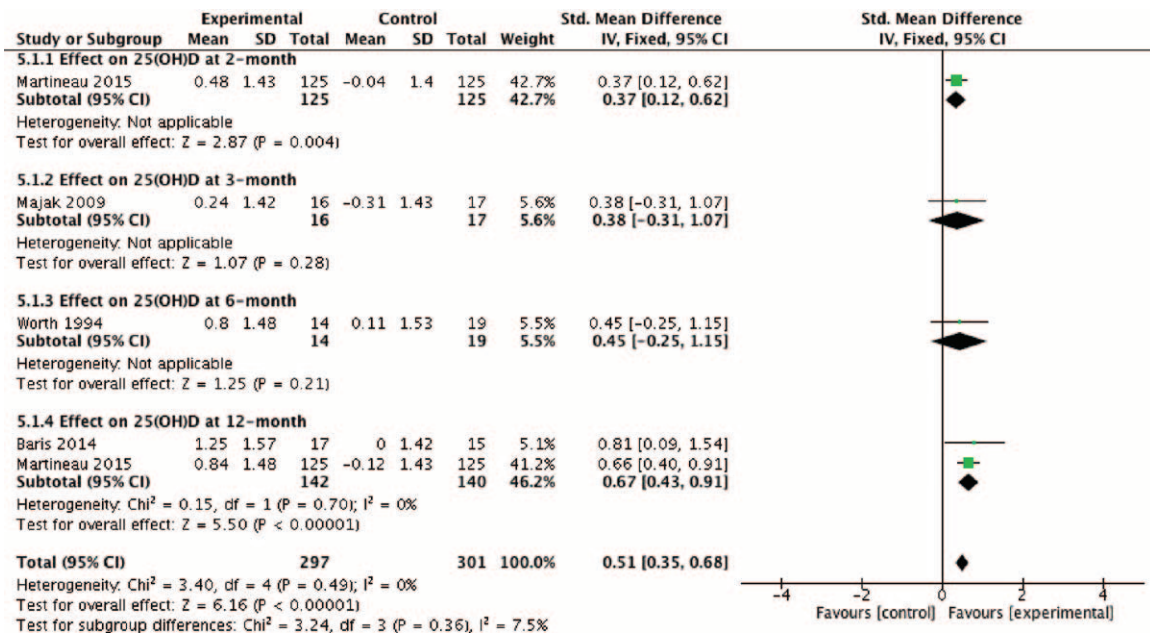 Experimental Control Std. Mean Difference Std. Mean Difference
Study or Subgroup Mean SD Total Mean SD Total Weight IV, Fixed, 95% CI IV, Fixed, 95% CI
5.1.1 Effect on 25(OH)D at 2-month
Martineau 2015 0.48 1.43 125 -0.04 1.4 125 42.7% 0.37 [0.12, 0.62]
Subtotal (95% CI) 125 125 42.7% 0.37 [0.12, 0.62]
Heterogeneity: Not applicable
Test for overall effect: Z = 2.87 (P = 0.004)
5.1.2 Effect on 25(OH)D at 3-month
Majak 2009 0.24 1.42 16 -0.31 1.43 17 5.6% 0.38 [-0.31, 1.07]
Subtotal (95% CI) 16 17 5.6% 0.38 [-0.31, 1.07]
Heterogeneity: Not applicable
Test for overall effect: Z = 1.07 (P = 0.28)
5.1.3 Effect on 25(OH)D at 6-month
Worth 1994 0.8 1.48 14 0.11 1.53 19 5.5% 0.45 [-0.25, 1.15]
Subtotal (95% CI) 14 19 5.5% 0.45 [-0.25, 1.15]
Heterogeneity: Not applicable
Test for overall effect: Z = 1.25 (P = 0.21)
5.1.4 Effect on 25(OH)D at 12-month
Baris 2014 1.25 1.57 17 0 1.42 15 5.1% 0.81 [0.09, 1.54]
Martineau 2015 0.84 1.48 125 -0.12 1.43 125 41.2% 0.66 [0.40, 0.91]
Subtotal (95% CI) 142 140 46.2% 0.67 [0.43, 0.91]
Heterogeneity: Chi² = 0.15, df = 1 (P = 0.70); I² = 0%
Test for overall effect: Z = 5.50 (P < 0.00001)
Total (95% CI) 297 301 100.0% 0.51 [0.35, 0.68]
Heterogeneity: Chi² = 3.40, df = 4 (P = 0.49); I² = 0%
Test for overall effect: Z = 6.16 (P < 0.00001)
Test for subgroup differences: Chi² = 3.24, df = 3 (P = 0.36), I² = 7.5%
-4 -2 0 2 4
Favours [control] Favours [experimental]